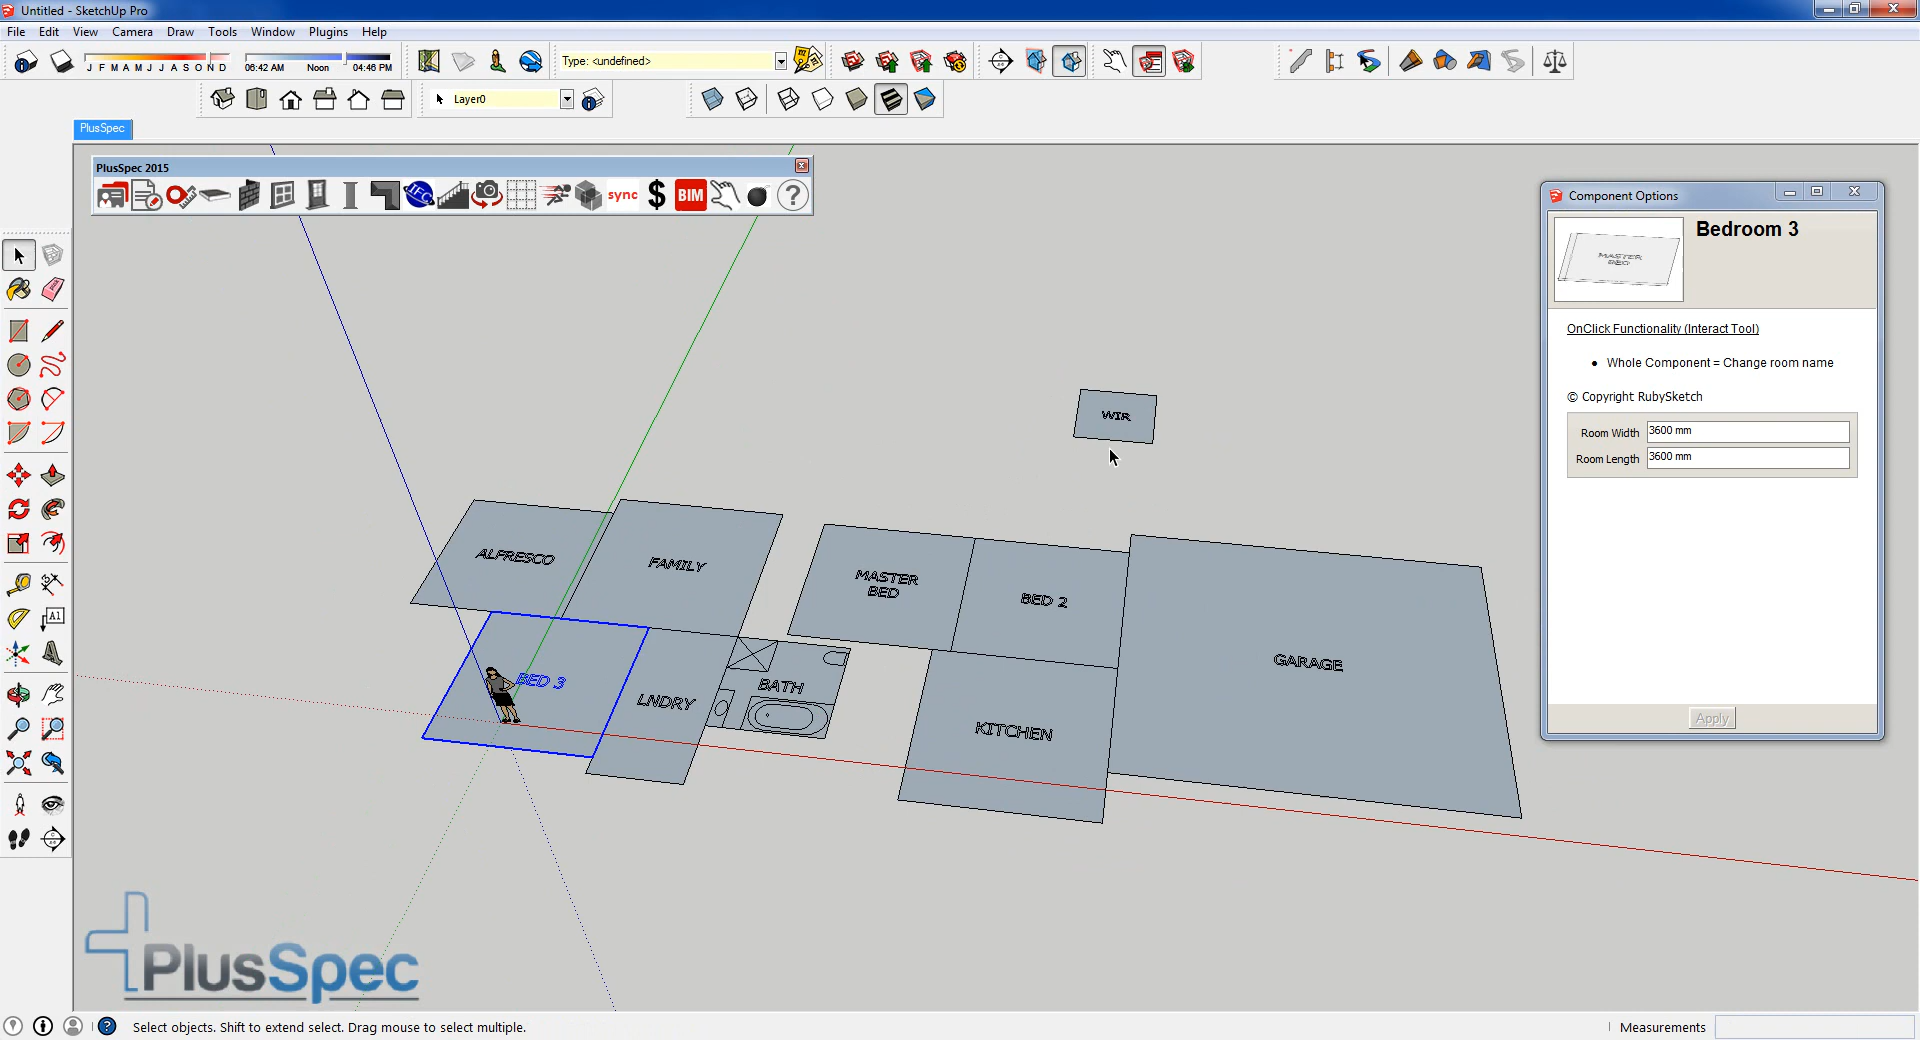 Untitled - SketchUp Pro
File Edit View Camera Draw Tools Window Plugins Help
J F M A M J J A S O N D
06:42 AM Noon 04:46 PM
Type: <undefined>
Layer0
PlusSpec
PlusSpec 2015
IFC
sync
$
BIM
?
Component Options
Bedroom 3
MASTER
BED
OnClick Functionality (Interact Tool)
• Whole Component = Change room name
© Copyright RubySketch
Room Width 3600 mm
Room Length 3600 mm
Apply
WIR
ALFRESCO
FAMILY
MASTER
BED
BED 2
GARAGE
BED 3
LNDRY
BATH
KITCHEN
A1
PlusSpec
Select objects. Shift to extend select. Drag mouse to select multiple.
Measurements